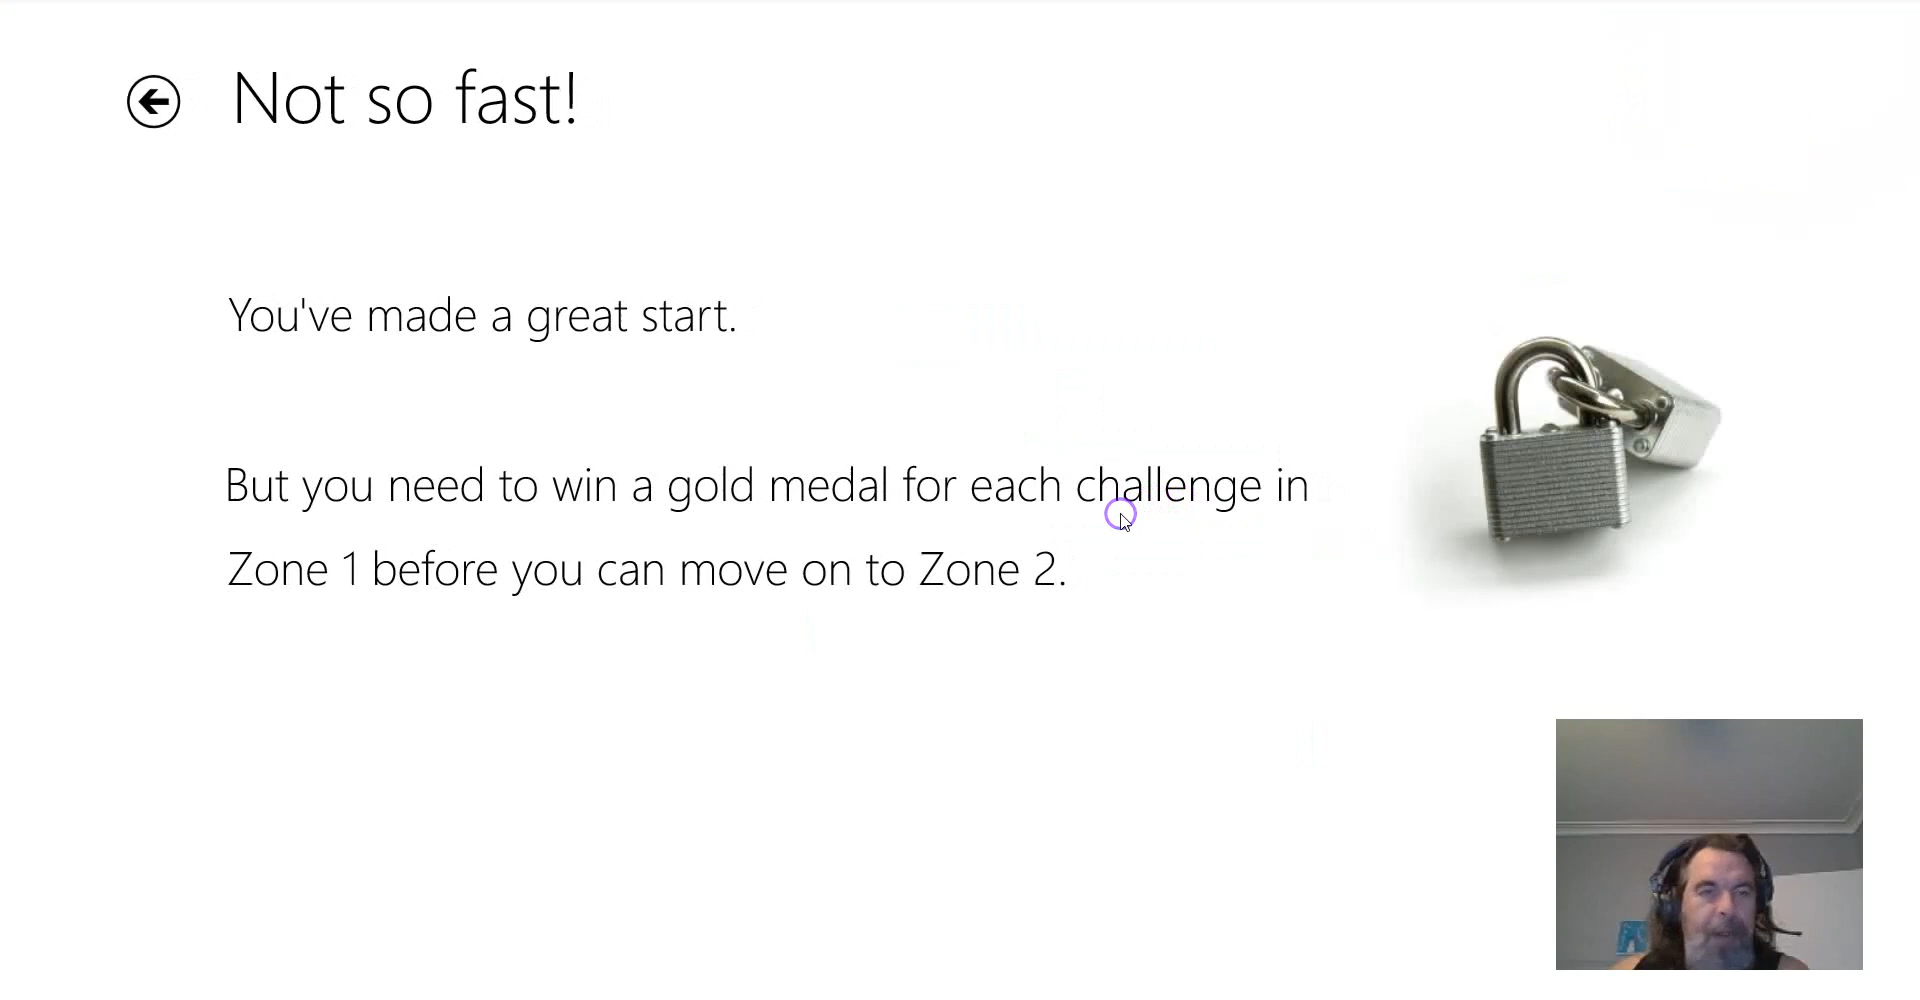 Not so fast!
You've made a great start.
But you need to win a gold medal for each challenge in
Zone 1 before you can move on to Zone 2.